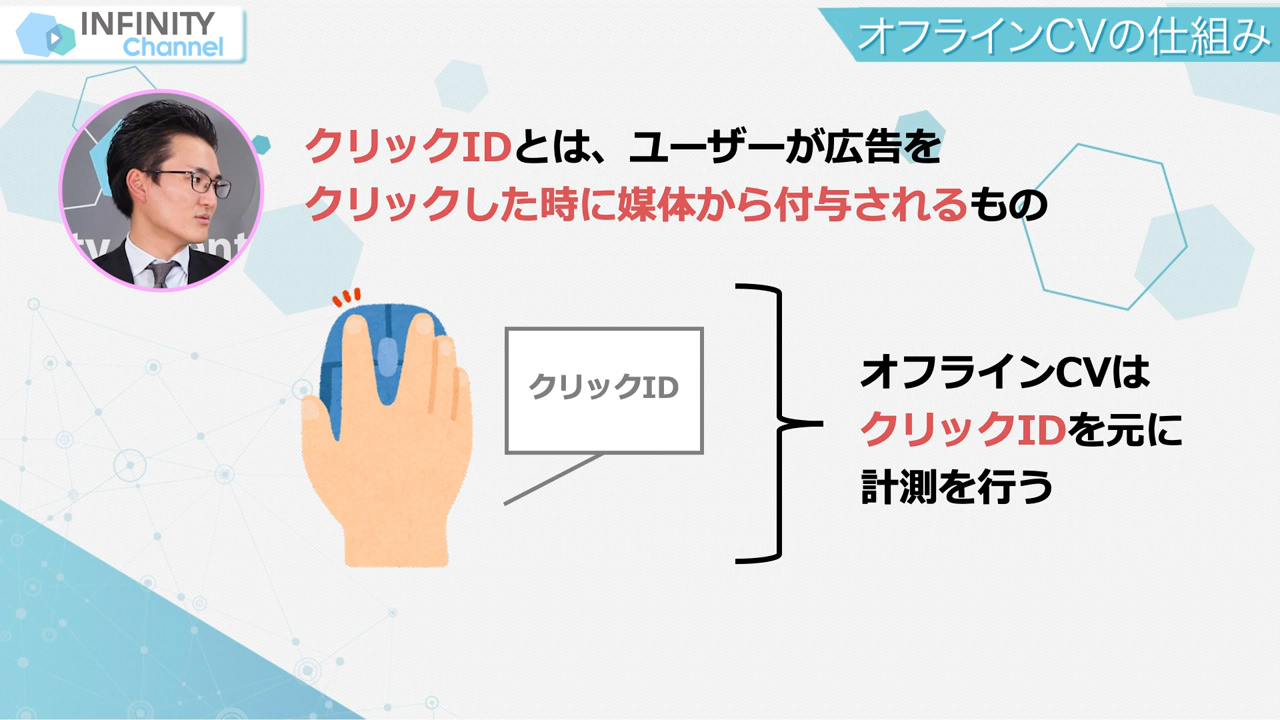 INFINITY
Channel
オフラインCVの仕組み
クリックIDとは、ユーザーが広告を
クリックした時に媒体から付与されるもの
クリックID
オフラインCVは
クリックIDを元に
計測を行う